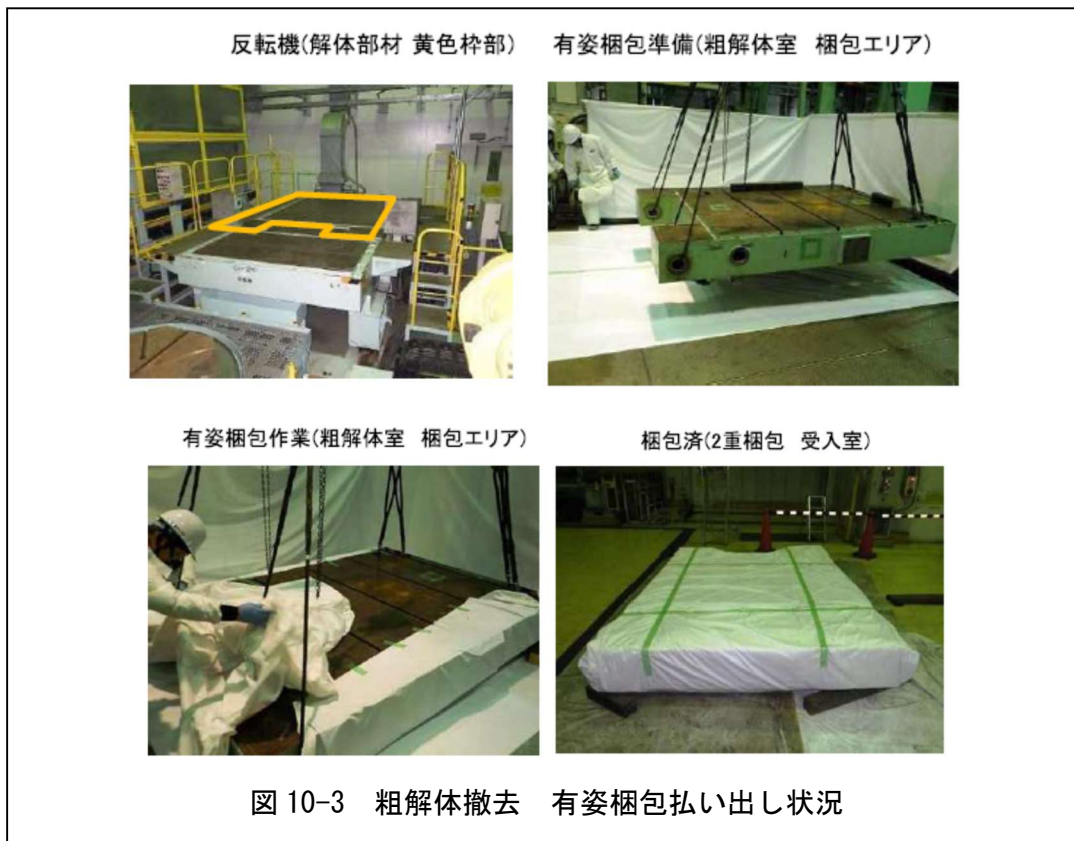 反転機(解体部材 黄色枠部)
有姿梱包準備(粗解体室 梱包エリア)
有姿梱包作業(粗解体室 梱包エリア)
梱包済(2重梱包 受入室)
図 10-3 粗解体撤去 有姿梱包払い出し状況